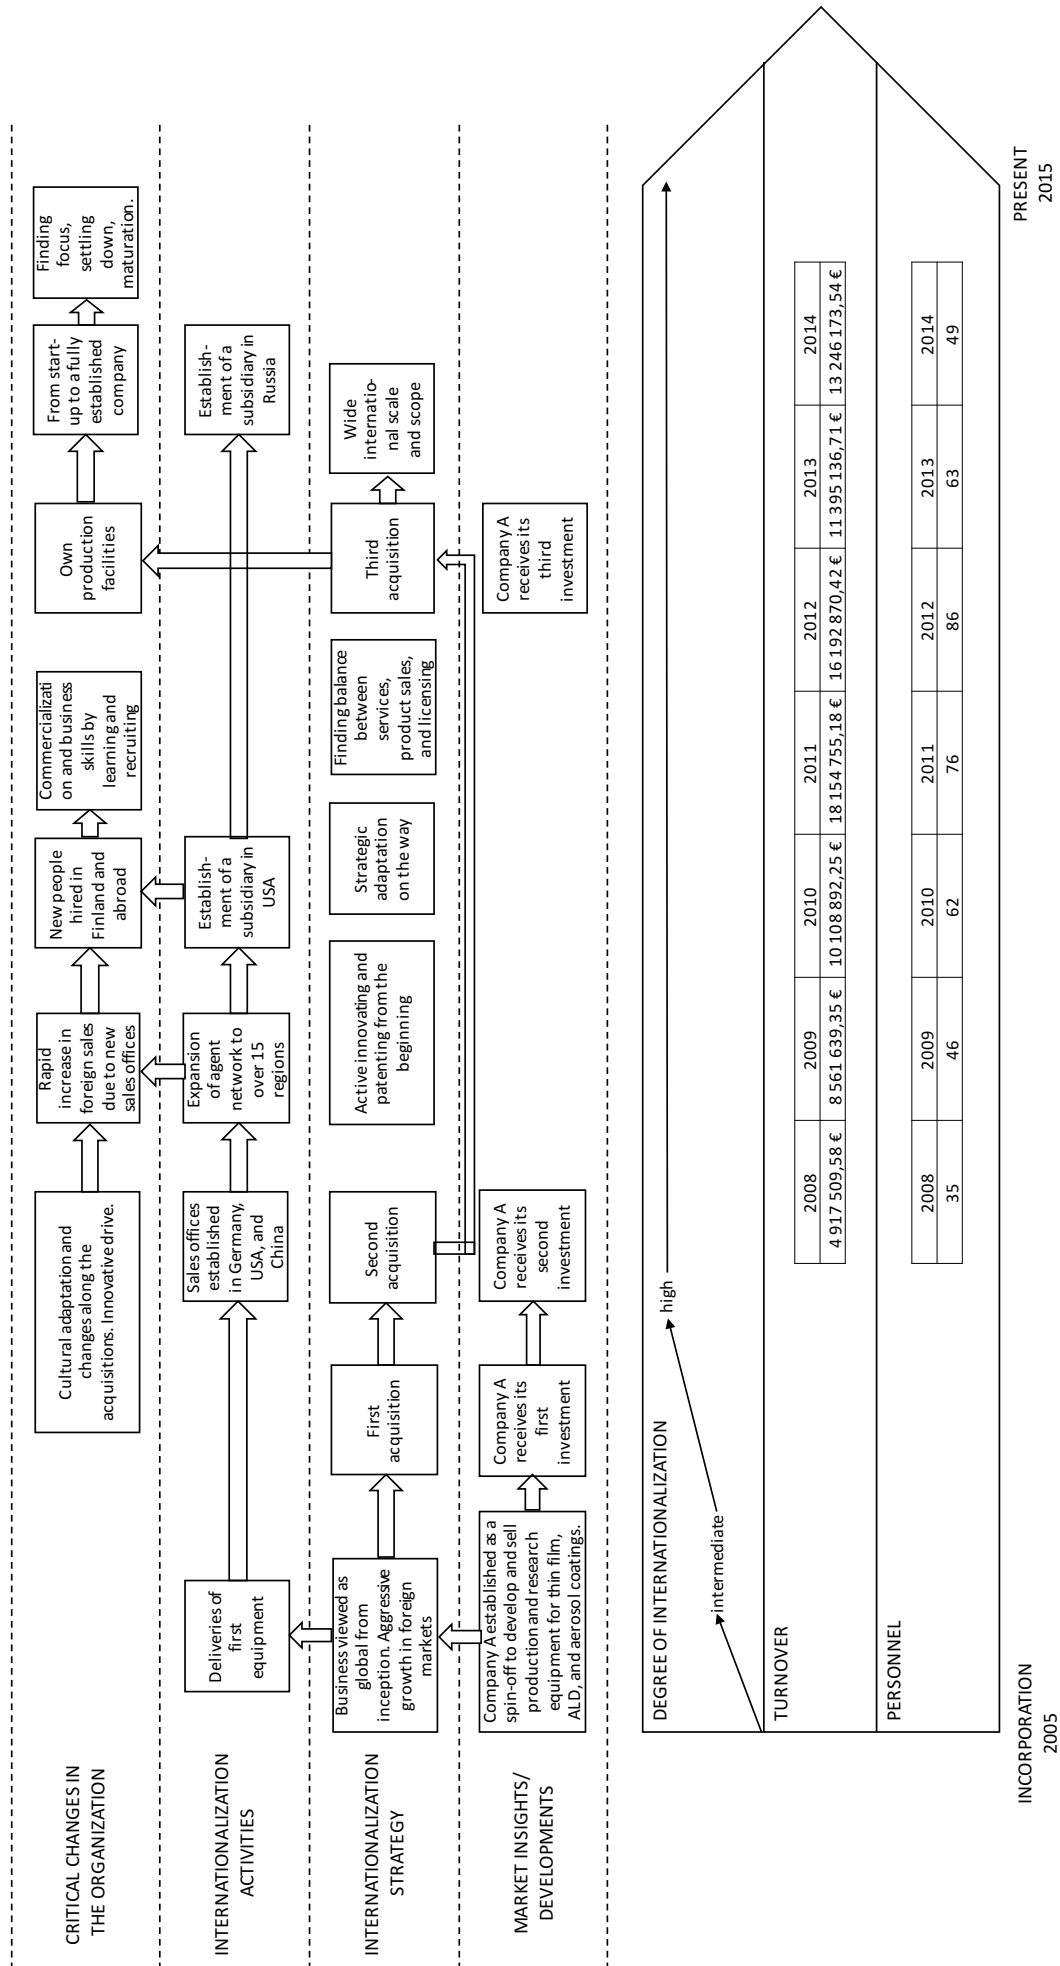 CRITICAL CHANGES IN
THE ORGANIZATION
Cultural adaptation and
changes along the
acquisitions. Innovative drive.
Rapid
increase in
foreign sales
due to new
sales offices
New people
hired in
Finland and
abroad
Commercializati
on and business
skills by
learning and
recruiting
Own
production
facilities
From start-
up to a fully
established
company
Finding
focus,
settling
down,
maturation.
INTERNATIONALIZATION
ACTIVITIES
Deliveries of
first
equipment
Sales offices
established
in Germany,
USA, and
China
Expansion
of agent
network to
over 15
regions
Establish-
ment of a
subsidiary in
USA
Establish-
ment of a
subsidiary in
Russia
INTERNATIONALIZATION
STRATEGY
Business viewed as
global from
inception. Aggressive
growth in foreign
markets
First
acquisition
Second
acquisition
Active innovating and
patenting from the
beginning
Strategic
adaptation
on the way
Finding balance
between
services,
product sales,
and licensing
Third
acquisition
Wide
internatio-
nal scale
and scope
MARKET INSIGHTS/
DEVELOPMENTS
Company A established as a
spin-off to develop and sell
production and research
equipment for thin film,
ALD, and aerosol coatings.
Company A
receives its
first
investment
Company A
receives its
second
investment
Company A
receives its
third
investment
DEGREE OF INTERNATIONALIZATION
intermediate
high
TURNOVER
2008 2009 2010 2011 2012 2013 2014
4 917 509,58 € 8 561 639,35 € 10 108 892,25 € 18 154 755,18 € 16 192 870,42 € 11 395 136,71 € 13 246 173,54 €
PERSONNEL
2008 2009 2010 2011 2012 2013 2014
35 46 62 76 86 63 49
INCORPORATION
2005
PRESENT
2015